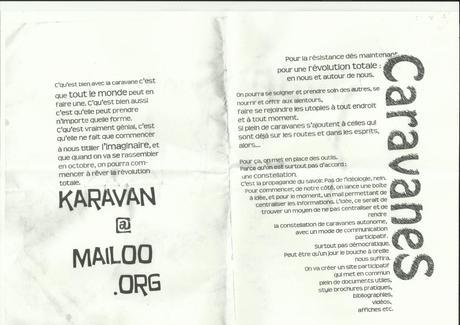 C'qu'est bien avec la caravane c'est
que tout le monde peut en
faire une. C'qu'est bien aussi
c'est qu'elle peut prendre
n'importe quelle forme.
C'qu'est vraiment génial, c'est
qu'elle ne fait que commencer
à nous titiller l'imaginaire, et
que quand on va se rassembler
en octobre, on pourra com-
mencer à rêver la révolution
totale.
KARAVAN
@
MAILOO
.ORG
Caravanes
Pour la résistance dès maintenant
pour une révolution totale :
en nous et autour de nous.
On pourra se soigner et prendre soin des autres, se
nourrir et offrir aux alentours,
faire se rejoindre les utopies à tout endroit
et à tout moment.
Si plein de caravanes s'ajoutent à celles qui
sont déjà sur les routes et dans les esprits,
alors...
Pour ça, on met en place des outils.
Parce qu'on est surtout pas d'accord :
une constellation.
C'est la propagande du savoir. Pas de l'idéologie, nein.
Pour commencer, de notre côté, on lance une boîte
à idée, et pour le moment, un mail permettant de
centraliser les informations. L'idée, ce serait de
trouver un moyen de ne pas centraliser et de
rendre
la constellation de caravanes autonome,
avec un mode de communication
participatif.
Surtout pas démocratique.
Peut être qu'un jour le bouche à oreille
nous suffira.
On va créer un site participatif
qui met en commun
plein de documents utiles,
style brochures pratiques,
bibliographies,
vidéos,
affiches etc.